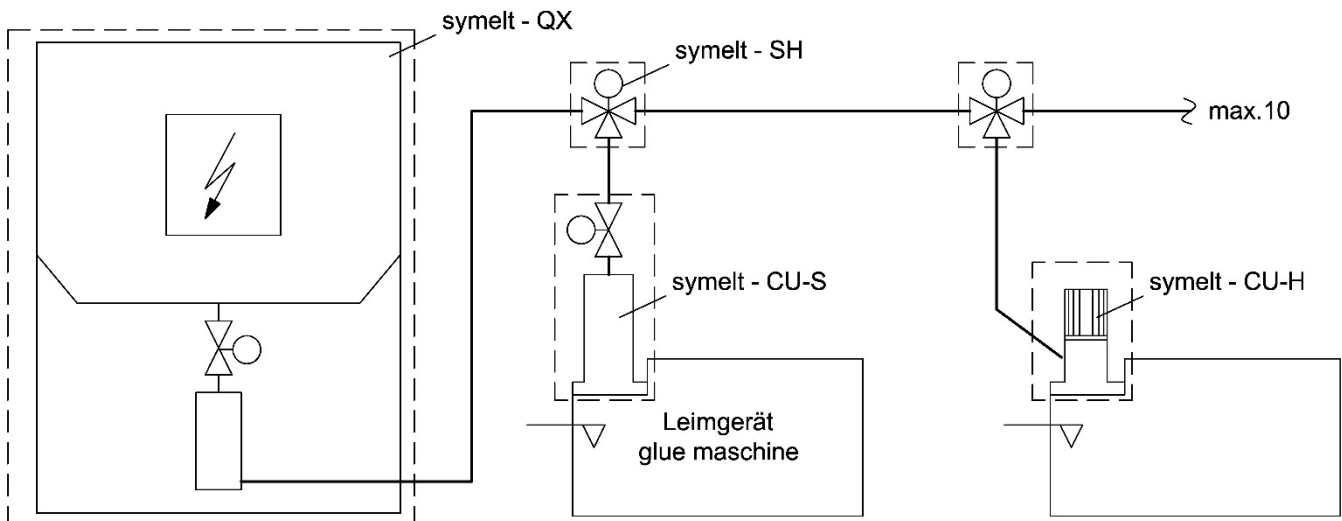 symelt - QX
symelt - SH
max.10
symelt - CU-S
symelt - CU-H
Leimgerät
glue maschine